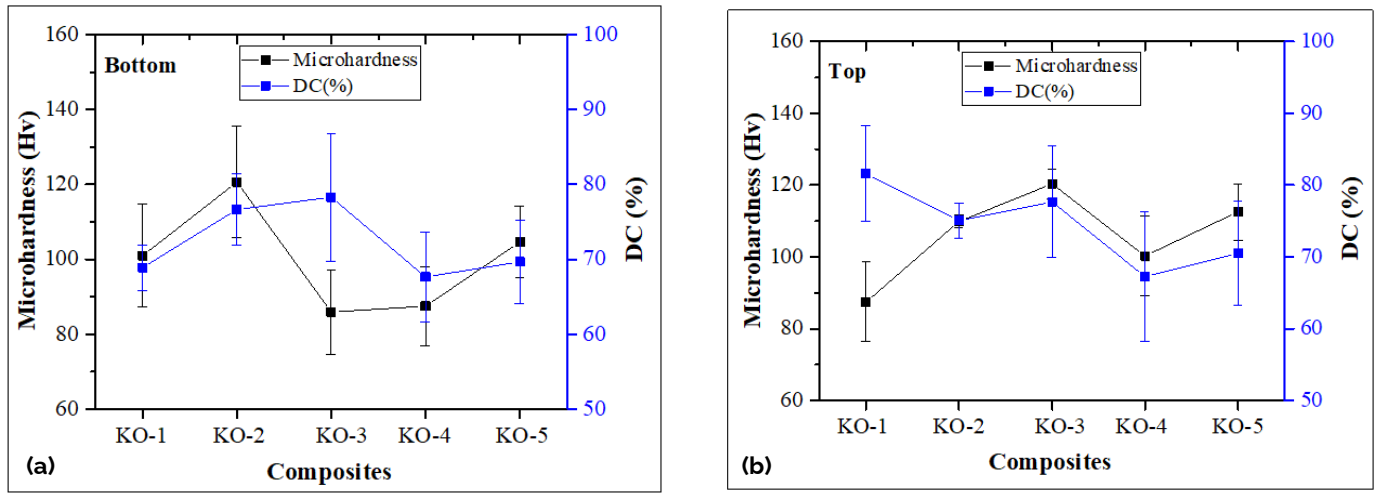 Bottom
Microhardness
DC(%)
160
140
120
100
80
60
Microhardness (Hv)
100
90
80
70
60
50
DC (%)
KO-1 KO-2 KO-3 KO-4 KO-5
Composites
(a)
Top
Microhardness
DC(%)
160
140
120
100
80
60
Microhardness (Hv)
100
90
80
70
60
50
DC (%)
KO-1 KO-2 KO-3 KO-4 KO-5
Composites
(b)